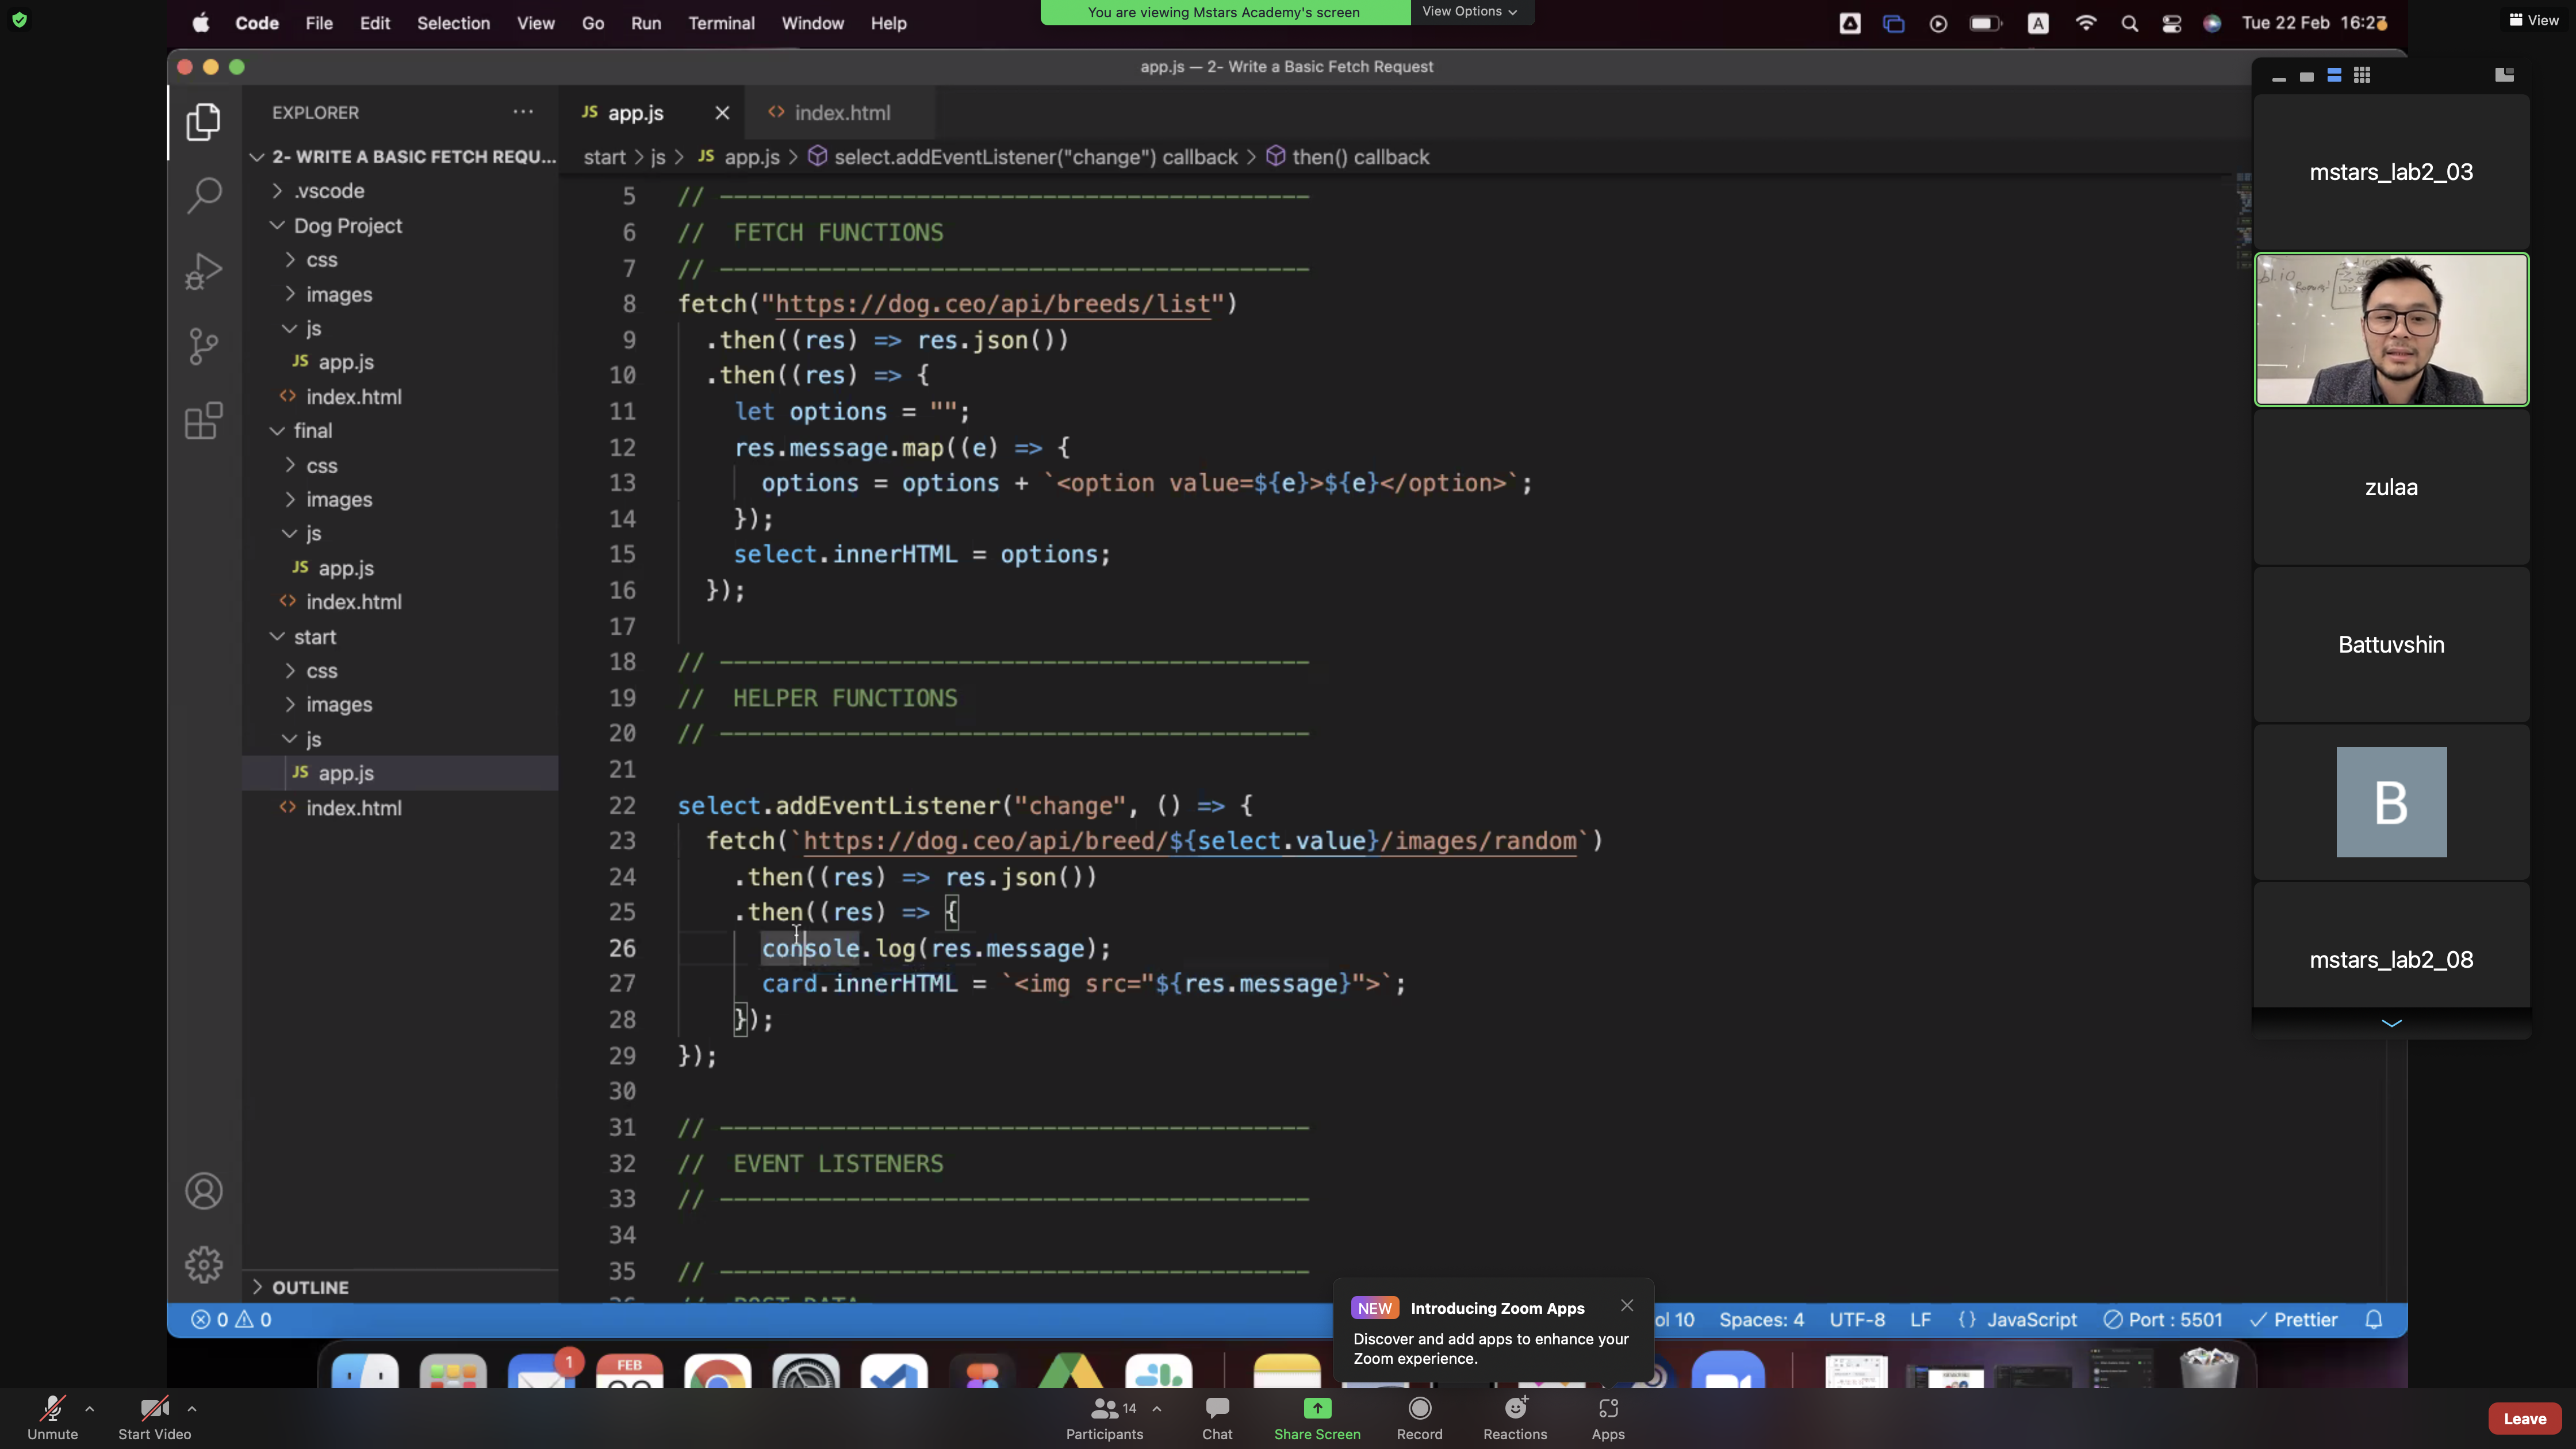 Code File Edit Selection View Go Run Terminal Window Help
You are viewing Mstars Academy's screen View Options
A Tue 22 Feb 16:27
View
app.js — 2- Write a Basic Fetch Request
EXPLORER
JS app.js
<> index.html
start > js > JS app.js > select.addEventListener("change") callback > then() callback
2- WRITE A BASIC FETCH REQU...
.vscode
Dog Project
css
images
js
JS app.js
<> index.html
final
css
images
js
JS app.js
<> index.html
start
css
images
js
JS app.js
<> index.html
OUTLINE
5 // ------------------------------------------
6 // FETCH FUNCTIONS
7 // ------------------------------------------
8 fetch("https://dog.ceo/api/breeds/list")
9 .then((res) => res.json())
10 .then((res) => {
11 let options = "";
12 res.message.map((e) => {
13 options = options + `<option value=${e}>${e}</option>`;
14 });
15 select.innerHTML = options;
16 });
17
18 // ------------------------------------------
19 // HELPER FUNCTIONS
20 // ------------------------------------------
21
22 select.addEventListener("change", () => {
23 fetch(`https://dog.ceo/api/breed/${select.value}/images/random`)
24 .then((res) => res.json())
25 .then((res) => {
26 console.log(res.message);
27 card.innerHTML = `<img src="${res.message}">`;
28 });
29 });
30
31 // ------------------------------------------
32 // EVENT LISTENERS
33 // ------------------------------------------
34
35 // ------------------------------------------
mstars_lab2_03
zulaa
Battuvshin
B
mstars_lab2_08
0 0
ol 10 Spaces: 4 UTF-8 LF {} JavaScript Port : 5501 Prettier
NEW Introducing Zoom Apps
Discover and add apps to enhance your
Zoom experience.
1
FEB
Unmute
Start Video
14
Participants
Chat
Share Screen
Record
Reactions
Apps
Leave